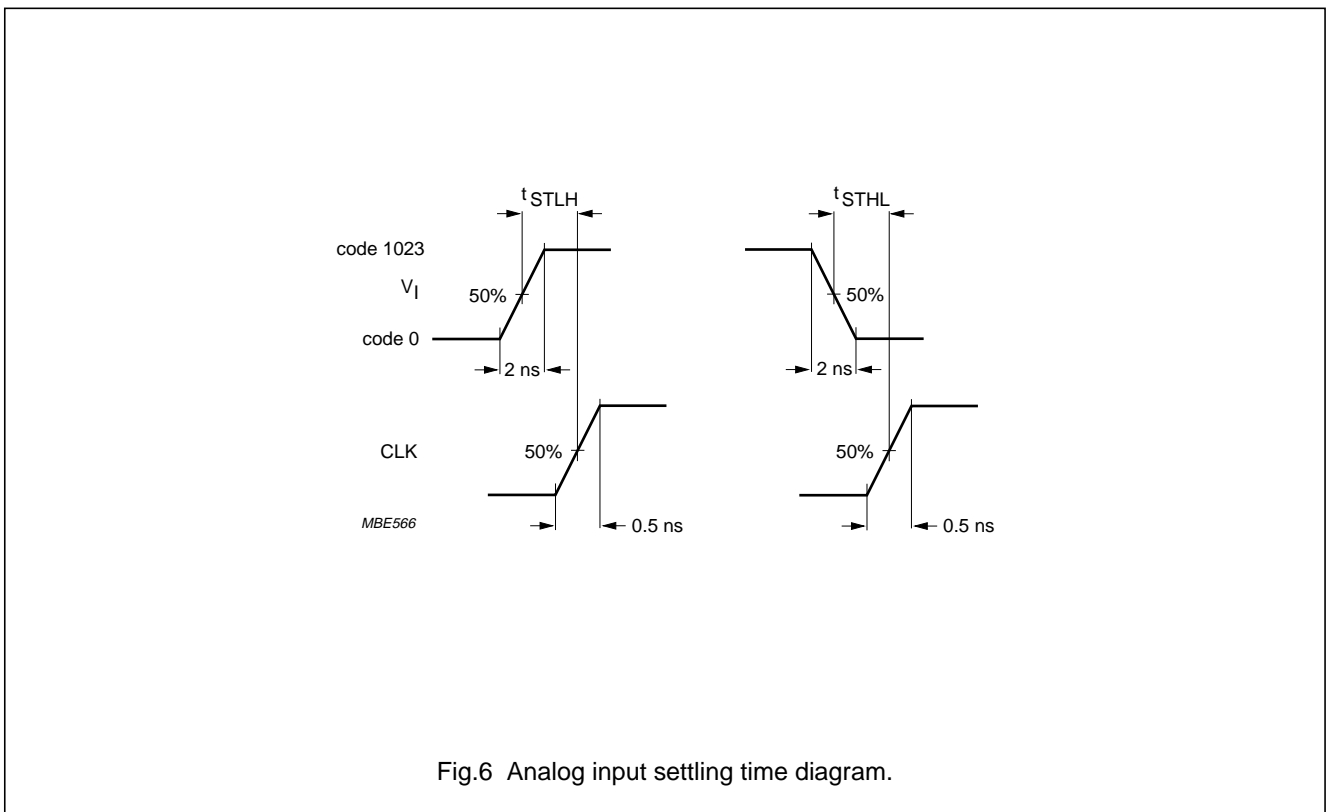 tSTLH
tSTHL
code 1023
VI
50%
50%
code 0
2 ns
2 ns
CLK
50%
50%
MBE566
0.5 ns
0.5 ns
Fig.6 Analog input settling time diagram.